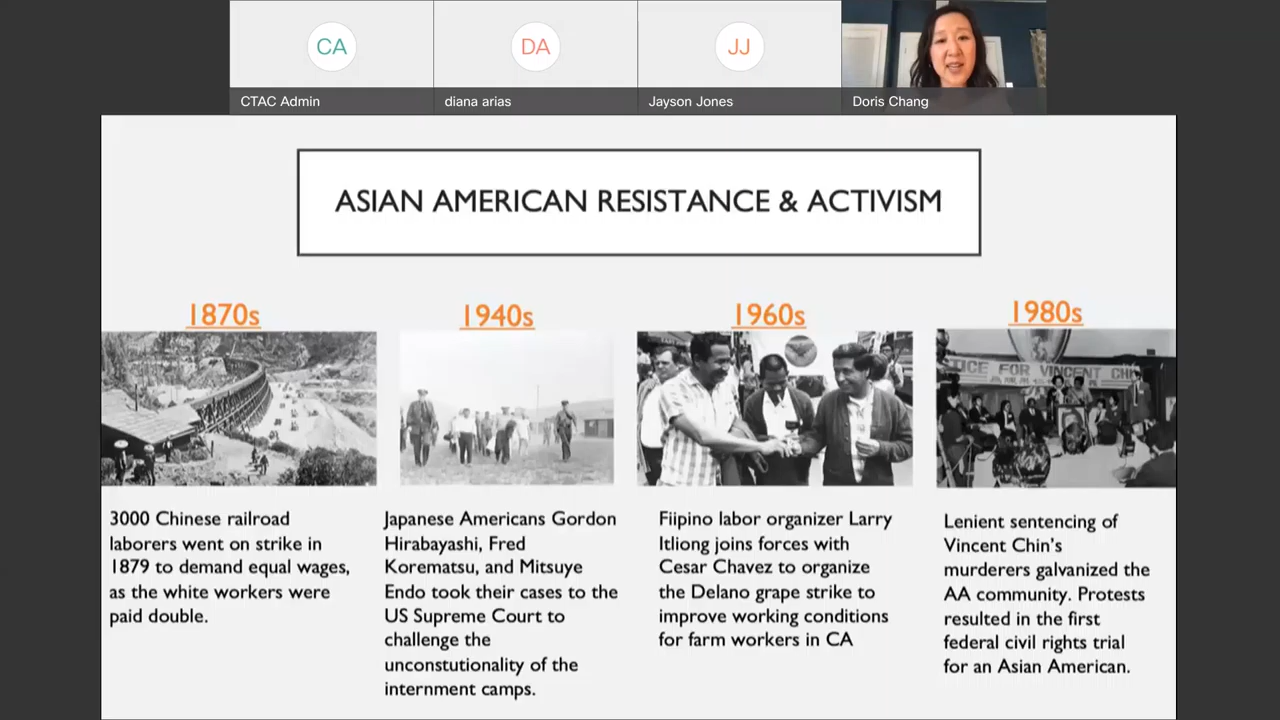 CA
DA
JJ
CTAC Admin
diana arias
Jayson Jones
Doris Chang
ASIAN AMERICAN RESISTANCE & ACTIVISM
1870s
1940s
1960s
1980s
TICE FOR VINCENT CH
3000 Chinese railroad
laborers went on strike in
1879 to demand equal wages,
as the white workers were
paid double.
Japanese Americans Gordon
Hirabayashi, Fred
Korematsu, and Mitsuye
Endo took their cases to the
US Supreme Court to
challenge the
unconstutionality of the
internment camps.
Fiipino labor organizer Larry
Itliong joins forces with
Cesar Chavez to organize
the Delano grape strike to
improve working conditions
for farm workers in CA
Lenient sentencing of
Vincent Chin's
murderers galvanized the
AA community. Protests
resulted in the first
federal civil rights trial
for an Asian American.